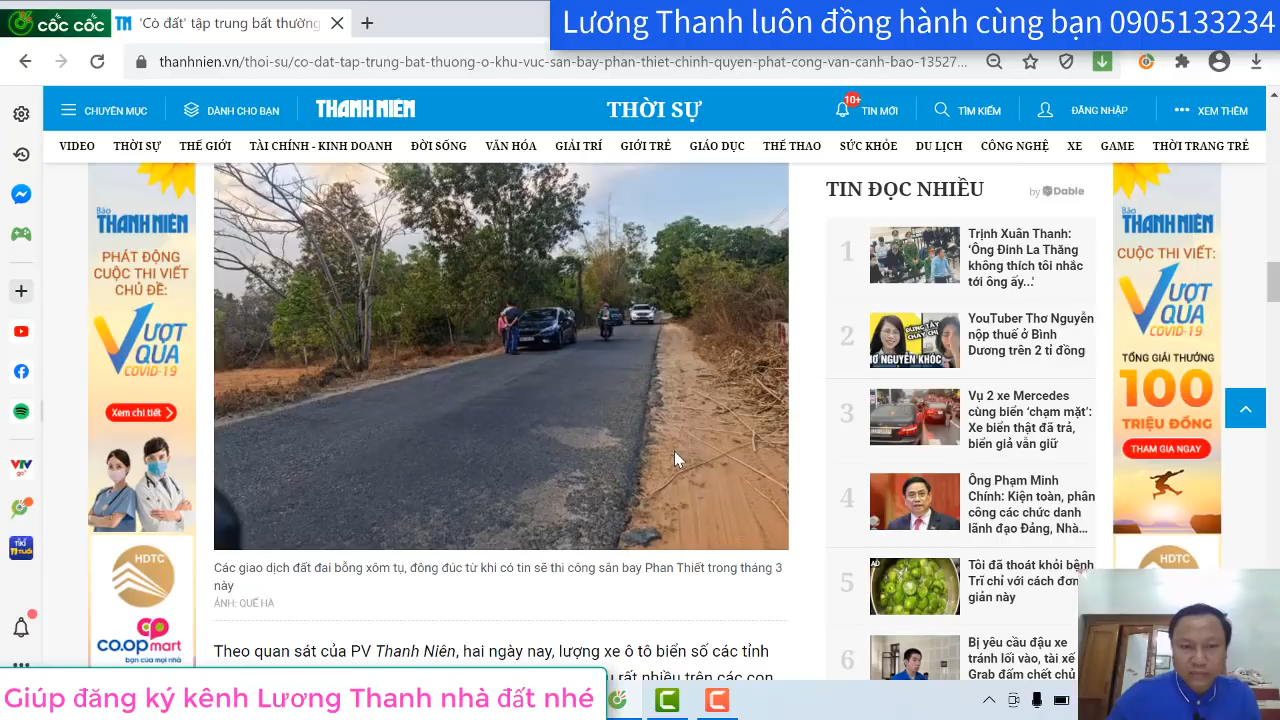 cốc cốc
'Cò đất' tập trung bất thường
Lương Thanh luôn đồng hành cùng bạn 0905133234
thanhnien.vn/thoi-su/co-dat-tap-trung-bat-thuong-o-khu-vuc-san-bay-phan-thiet-chinh-quyen-phat-cong-van-canh-bao-13527...
CHUYÊN MỤC
DÀNH CHO BẠN
THANH NIÊN
THỜI SỰ
10+
TIN MỚI
TÌM KIẾM
ĐĂNG NHẬP
XEM THÊM
VIDEO THỜI SỰ THẾ GIỚI TÀI CHÍNH - KINH DOANH ĐỜI SỐNG VĂN HÓA GIẢI TRÍ GIỚI TRẺ GIÁO DỤC THỂ THAO SỨC KHỎE DU LỊCH CÔNG NGHỆ XE GAME THỜI TRANG TRẺ
Báo
THANH NIÊN
PHÁT ĐỘNG
CUỘC THI VIẾT
CHỦ ĐỀ:
VƯỢT
QUA
COVID-19
Xem chi tiết
HDTC
co.opmart
bạn của mọi nhà
Các giao dịch đất đai bỗng xôm tụ, đông đúc từ khi có tin sẽ thi công sân bay Phan Thiết trong tháng 3
này
ẢNH: QUẾ HÀ
Theo quan sát của PV Thanh Niên, hai ngày nay, lượng xe ô tô biển số các tỉnh
TIN ĐỌC NHIỀU
by Dable
1
Trịnh Xuân Thanh:
'Ông Đinh La Thăng
không thích tôi nhắc
tới ông ấy...'
2
YouTuber Thơ Nguyễn
nộp thuế ở Bình
Dương trên 2 tỉ đồng
3
Vụ 2 xe Mercedes
cùng biển 'chạm mặt':
Xe biển thật đã trả,
biển giả vẫn giữ
4
Ông Phạm Minh
Chính: Kiện toàn, phân
công các chức danh
lãnh đạo Đảng, Nhà...
5
AD
Tôi đã thoát khỏi bệnh
Trĩ chỉ với cách đơn
giản này
6
Bị yêu cầu đậu xe
tránh lối vào, tài xế
Grab đấm chết chủ
Báo
THANH NIÊN
CUỘC THI VIẾT:
VƯỢT
QUA
COVID-19
TỔNG GIẢI THƯỞNG
100
TRIỆU ĐỒNG
THAM GIA NGAY
HDTC
VTV
go
TIKI
11 TUỔI
Giúp đăng ký kênh Lương Thanh nhà đất nhé